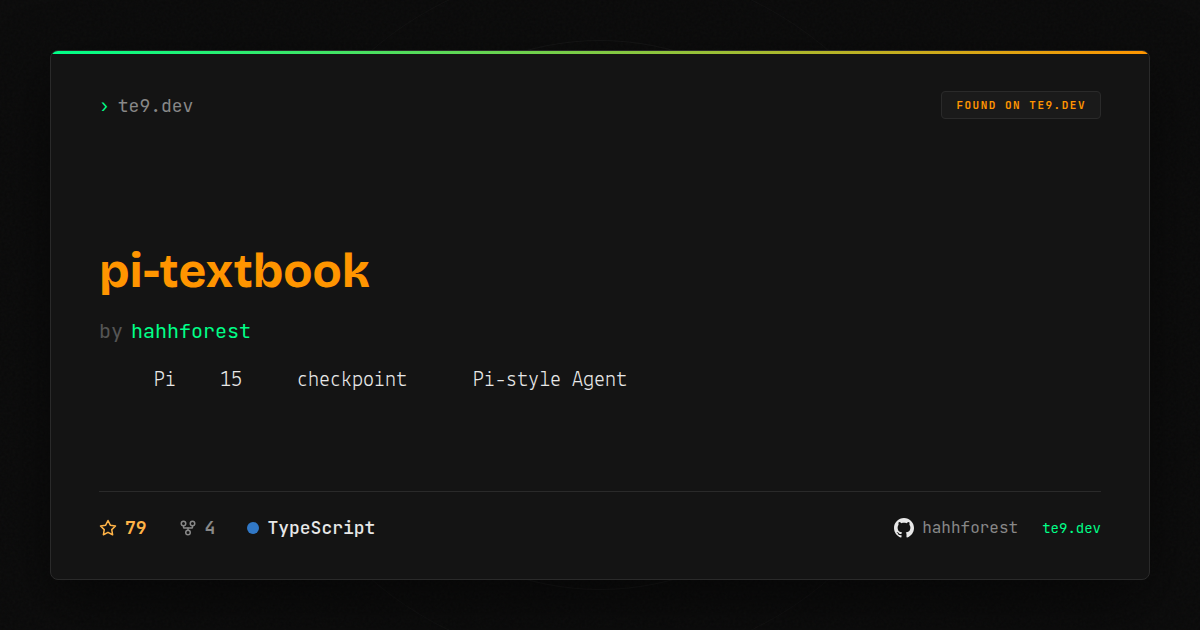 › te9.dev
FOUND ON TE9.DEV
pi-textbook
by hahhforest
Pi 15 checkpoint Pi-style Agent
79 4 TypeScript
hahhforest te9.dev